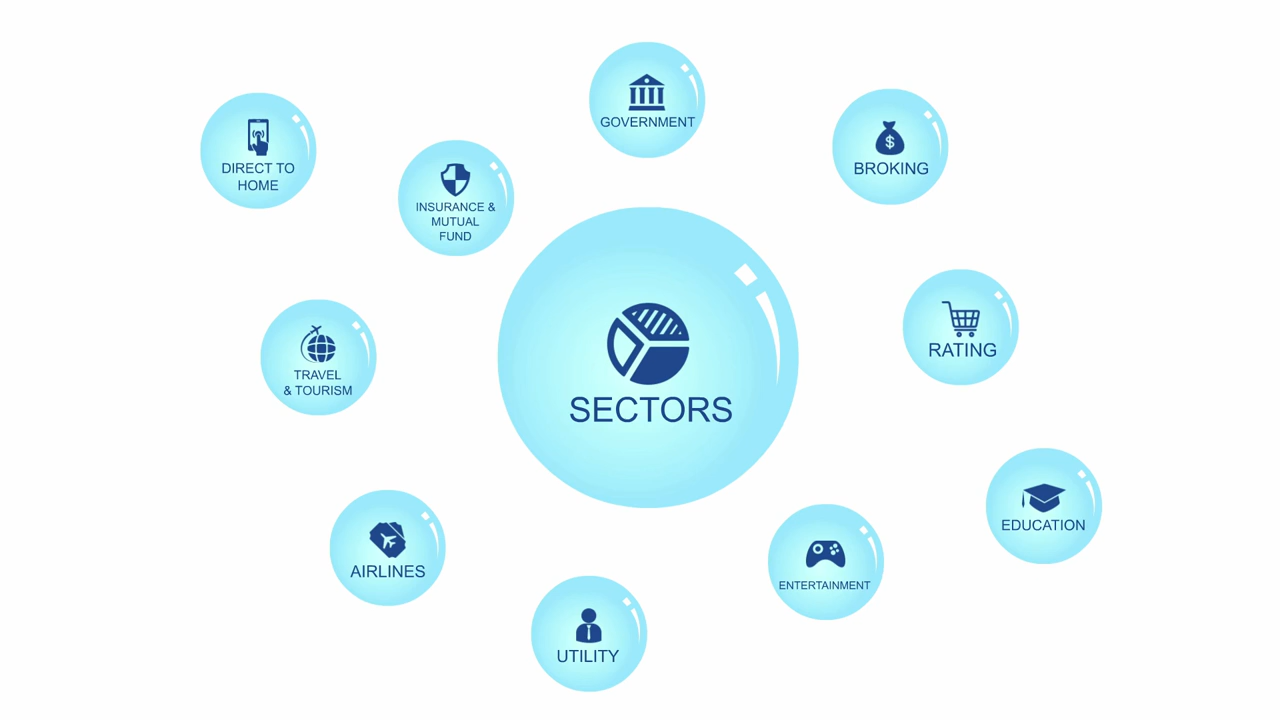 GOVERNMENT
DIRECT TO
HOME
BROKING
INSURANCE &
MUTUAL
FUND
RATING
TRAVEL
& TOURISM
SECTORS
EDUCATION
AIRLINES
ENTERTAINMENT
UTILITY